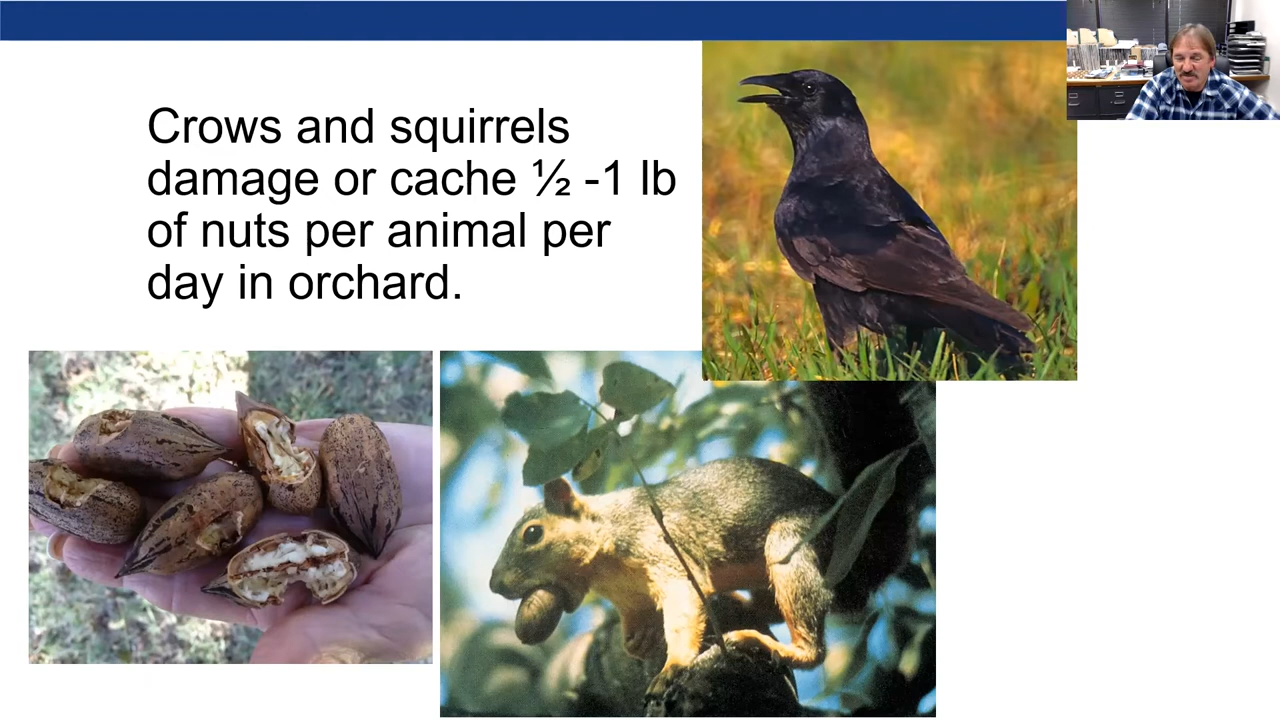 Crows and squirrels
damage or cache ½ -1 lb
of nuts per animal per
day in orchard.